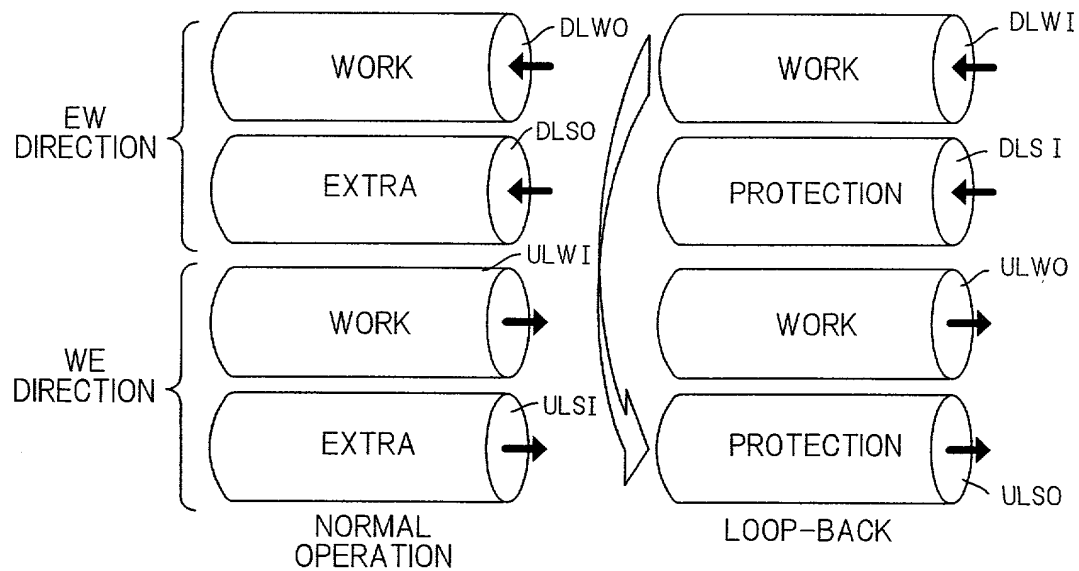 EW
DIRECTION
WORK
DLWO
EXTRA
DLSO
WE
DIRECTION
WORK
ULWI
EXTRA
ULSI
NORMAL
OPERATION
WORK
DLWI
PROTECTION
DLSI
WORK
ULWO
PROTECTION
ULSO
LOOP-BACK